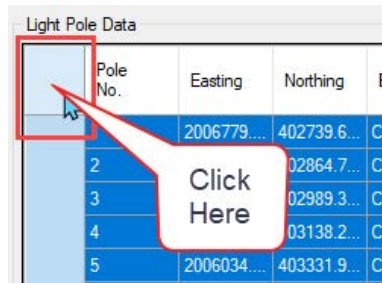 Light Pole Data
Pole No. Easting Northing
2006779.... 402739.6...
2 02864.7...
3 02989.3...
4 03138.2...
5 2006034.... 403331.9...
Click
Here